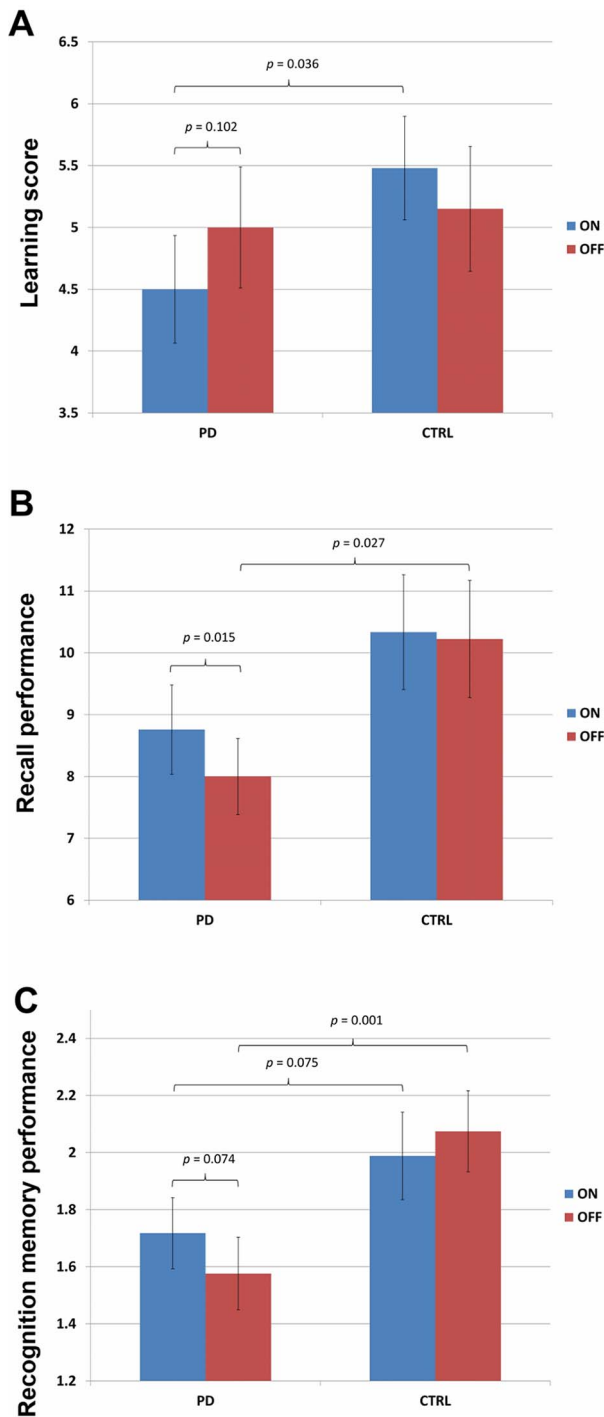 A
Learning score
6.5
6
5.5
5
4.5
4
3.5
p = 0.036
p = 0.102
ON
OFF
PD
CTRL
B
Recall performance
12
11
10
9
8
7
6
p = 0.027
p = 0.015
ON
OFF
PD
CTRL
C
Recognition memory performance
2.4
2.2
2
1.8
1.6
1.4
1.2
p = 0.001
p = 0.075
p = 0.074
ON
OFF
PD
CTRL